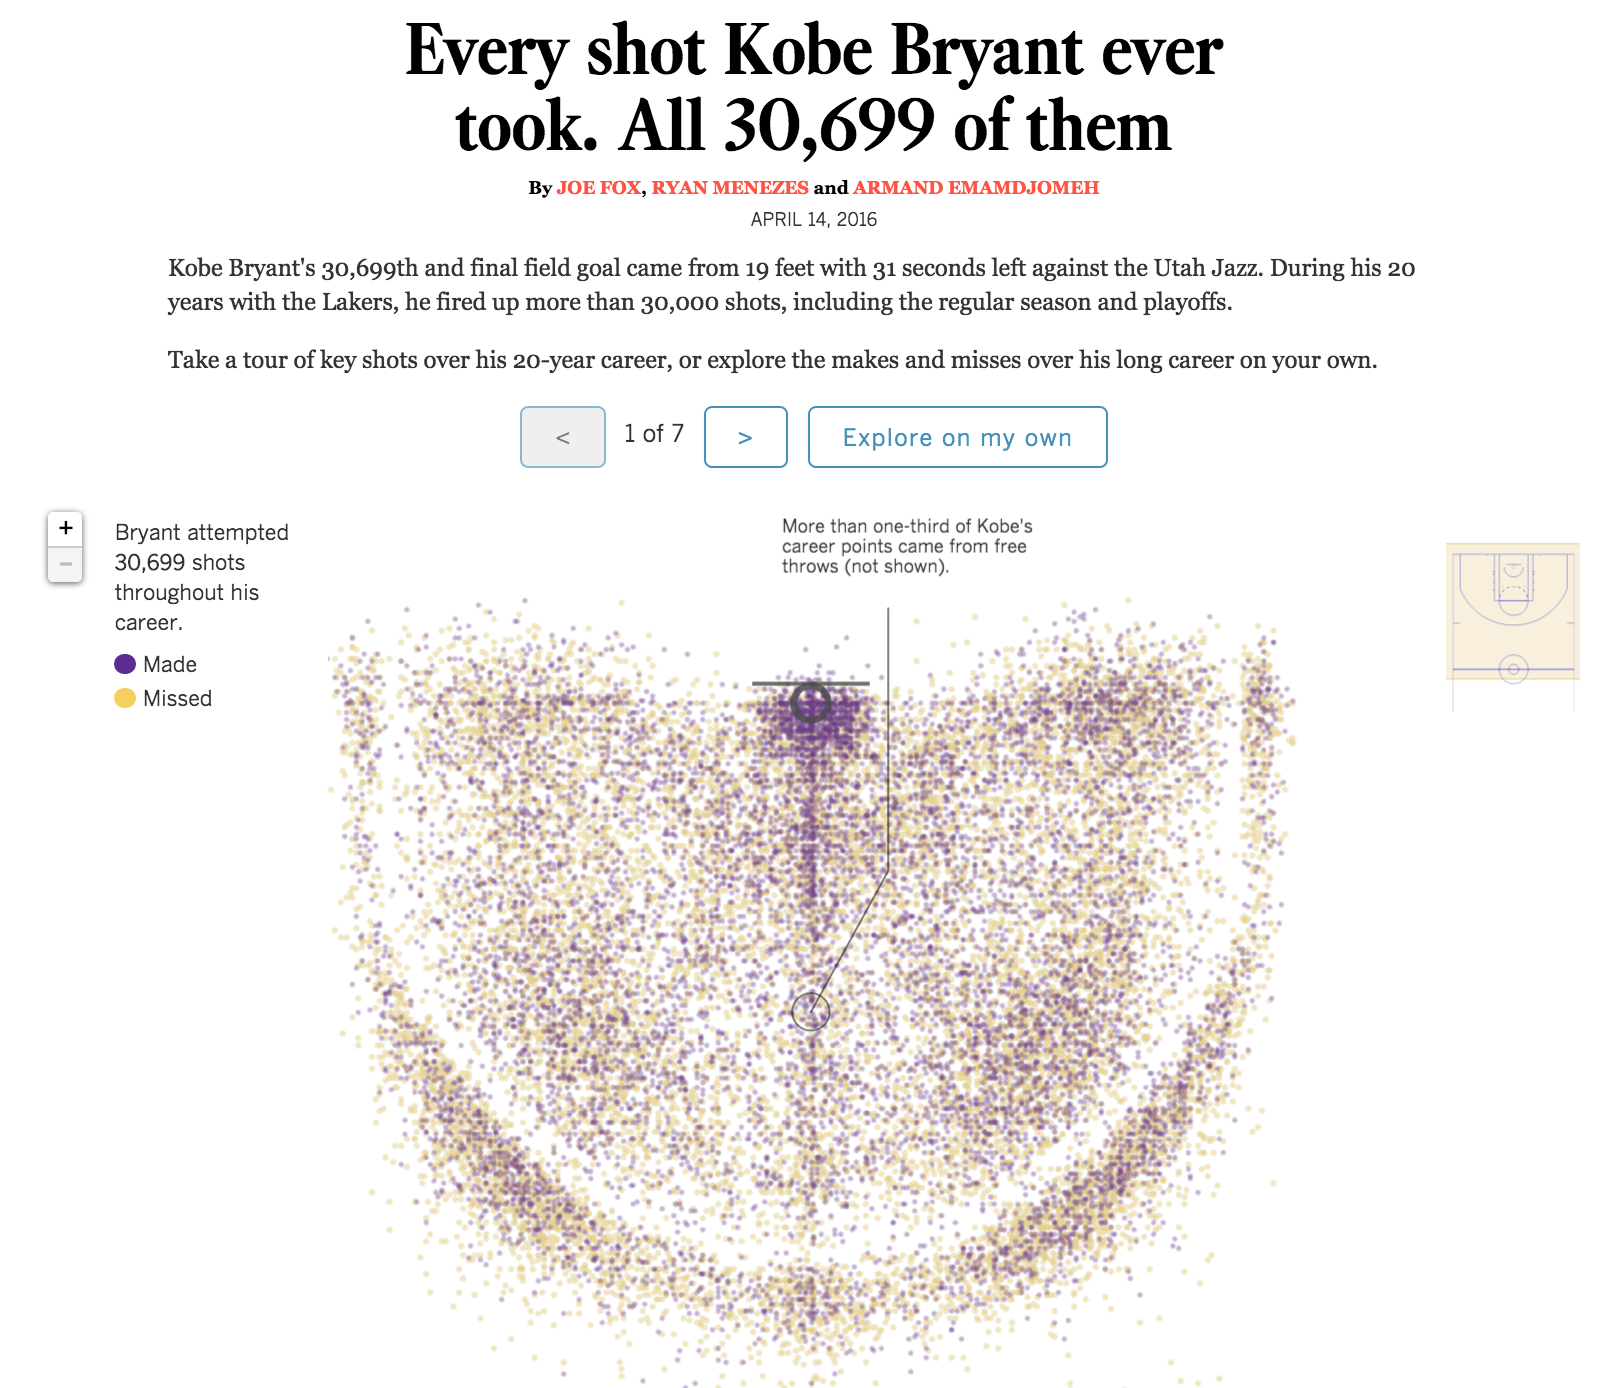 Every shot Kobe Bryant ever
took. All 30,699 of them
By JOE FOX, RYAN MENEZES and ARMAND EMAMDJOMEH
APRIL 14, 2016
Kobe Bryant's 30,699th and final field goal came from 19 feet with 31 seconds left against the Utah Jazz. During his 20
years with the Lakers, he fired up more than 30,000 shots, including the regular season and playoffs.
Take a tour of key shots over his 20-year career, or explore the makes and misses over his long career on your own.
< 1 of 7 > Explore on my own
+
−
Bryant attempted
30,699 shots
throughout his
career.
Made
Missed
More than one-third of Kobe's
career points came from free
throws (not shown).